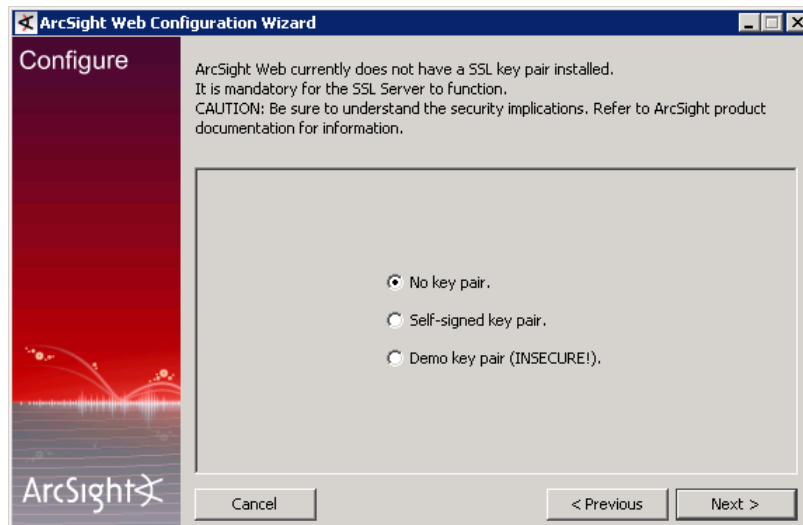 ArcSight Web Configuration Wizard
Configure
ArcSight Web currently does not have a SSL key pair installed.
It is mandatory for the SSL Server to function.
CAUTION: Be sure to understand the security implications. Refer to ArcSight product
documentation for information.
No key pair.
Self-signed key pair.
Demo key pair (INSECURE!).
ArcSight
Cancel
< Previous
Next >